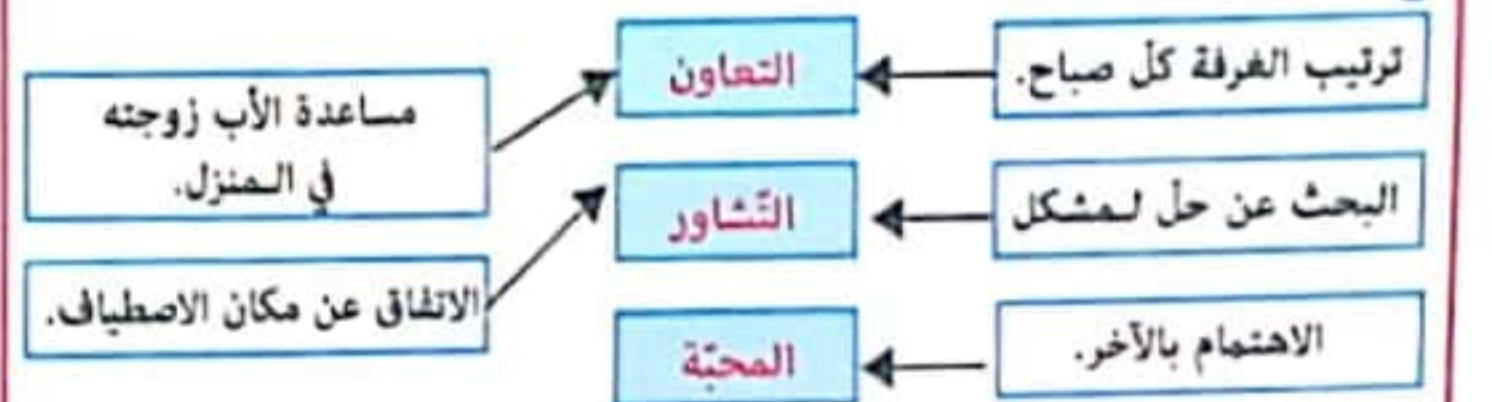 ترتيب الغرفة كلّ صباح.
التعاون
مساعدة الأب زوجته
في المنزل.
البحث عن حلّ لمشكل
التّشاور
الاتفاق عن مكان الاصطياف.
الاهتمام بالآخر.
المحبّة